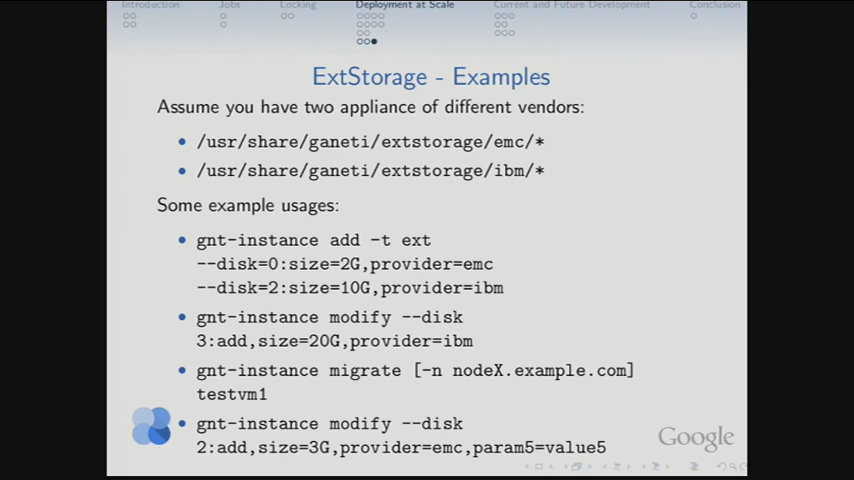 Introduction Jobs Locking Deployment at Scale Current and Future Development Conclusion
ExtStorage - Examples
Assume you have two appliance of different vendors:
• /usr/share/ganeti/extstorage/emc/*
• /usr/share/ganeti/extstorage/ibm/*
Some example usages:
• gnt-instance add -t ext
--disk=0:size=2G,provider=emc
--disk=2:size=10G,provider=ibm
• gnt-instance modify --disk
3:add,size=20G,provider=ibm
• gnt-instance migrate [-n nodeX.example.com]
testvm1
• gnt-instance modify --disk
2:add,size=3G,provider=emc,param5=value5
Google